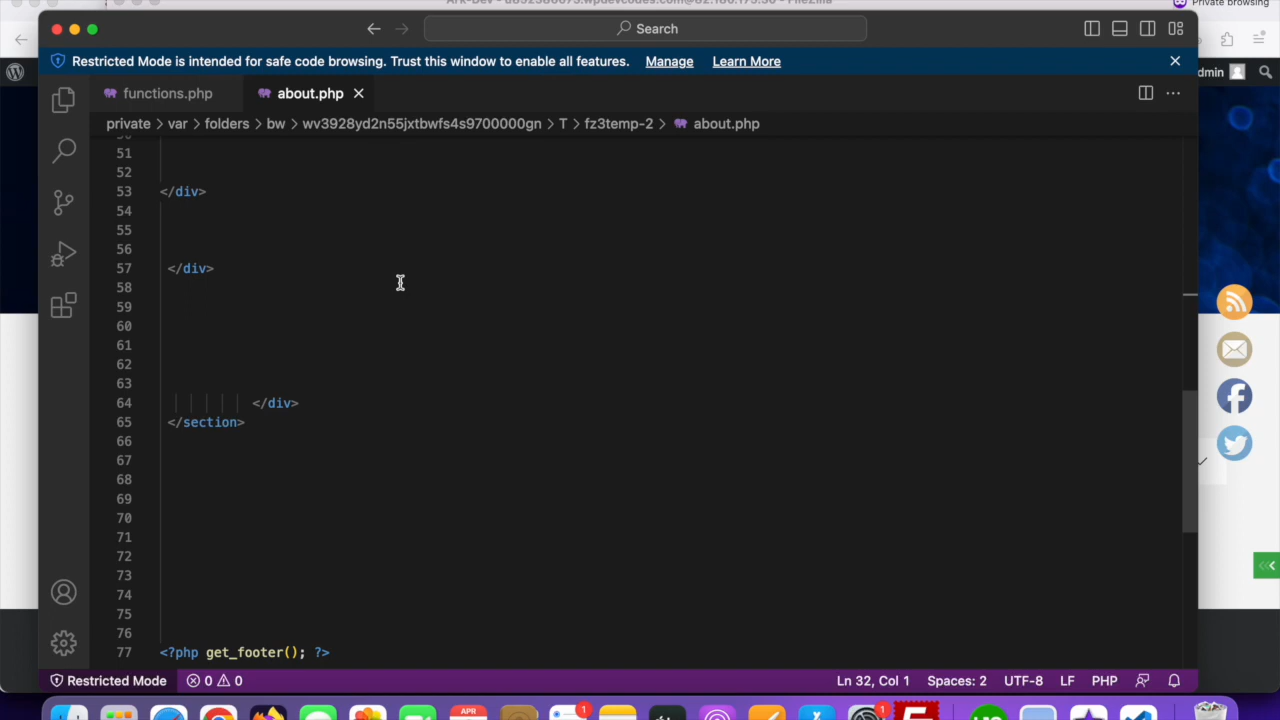 Private browsing
Search
Restricted Mode is intended for safe code browsing. Trust this window to enable all features. Manage Learn More
dmin
functions.php about.php
private > var > folders > bw > wv3928yd2n55jxtbwfs4s9700000gn > T > fz3temp-2 > about.php
51
52
53 </div>
54
55
56
57 </div>
58
59
60
61
62
63
64 </div>
65 </section>
66
67
68
69
70
71
72
73
74
75
76
77 <?php get_footer(); ?>
Restricted Mode 0 0 Ln 32, Col 1 Spaces: 2 UTF-8 LF PHP
APR 1 1